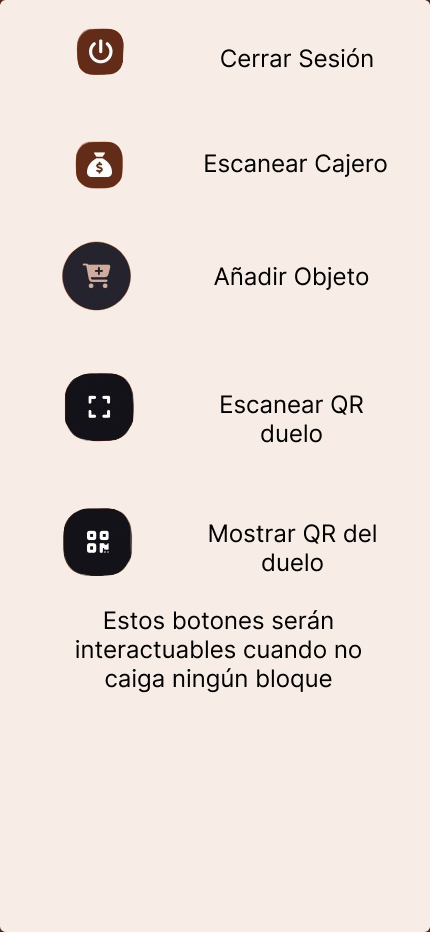 Cerrar Sesión
Escanear Cajero
Añadir Objeto
Escanear QR
duelo
Mostrar QR del
duelo
Estos botones serán
interactuables cuando no
caiga ningún bloque